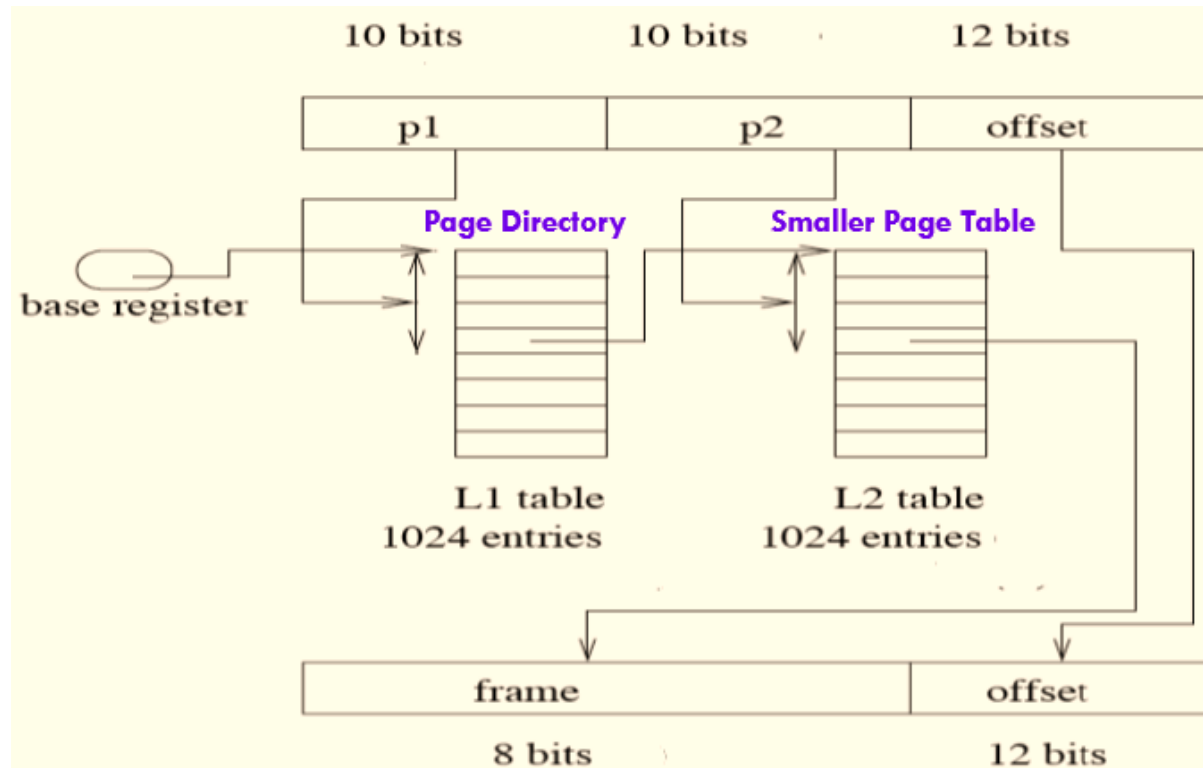 10 bits 10 bits 12 bits
p1 p2 offset
Page Directory Smaller Page Table
base register
L1 table L2 table
1024 entries 1024 entries
frame offset
8 bits 12 bits